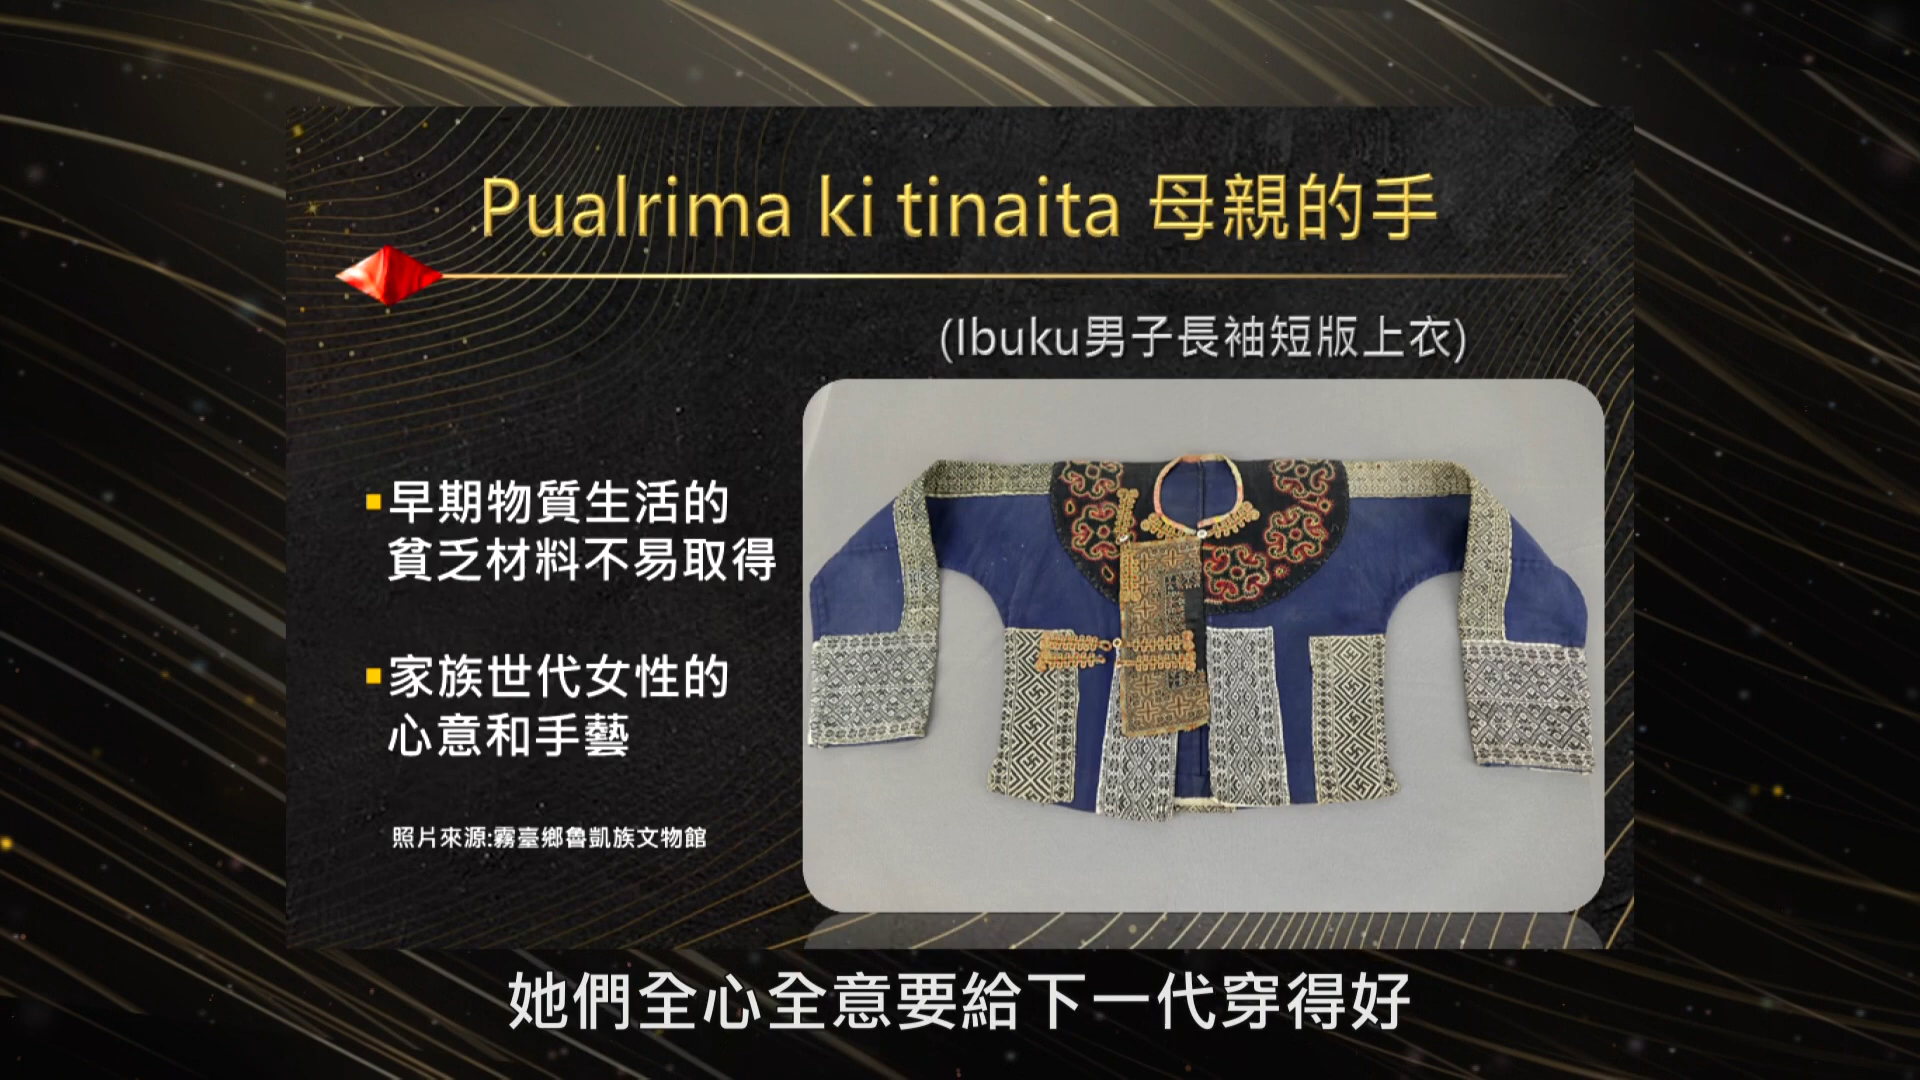 Pualrima ki tinaita 母親的手
(Ibuku男子長袖短版上衣)
早期物質生活的
貧乏材料不易取得
家族世代女性的
心意和手藝
照片來源:霧臺鄉魯凱族文物館
她們全心全意要給下一代穿得好